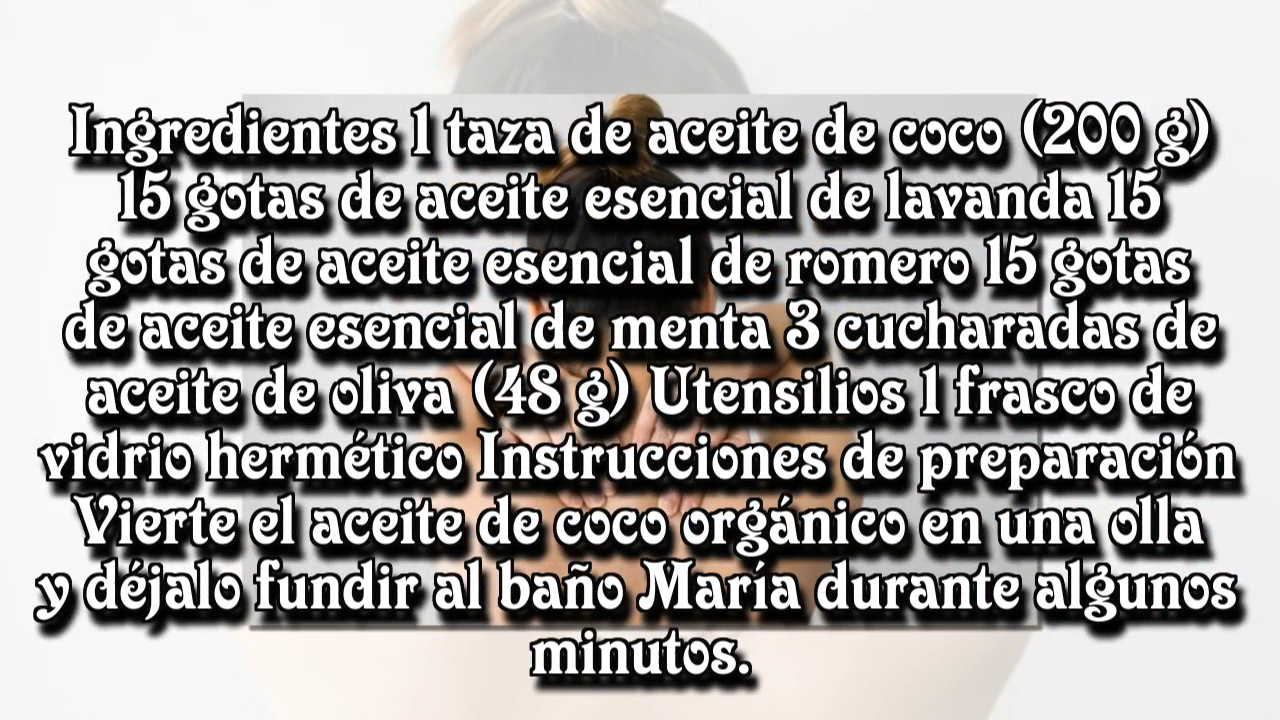 Ingredientes 1 taza de aceite de coco (200 g)
15 gotas de aceite esencial de lavanda 15
gotas de aceite esencial de romero 15 gotas
de aceite esencial de menta 3 cucharadas de
aceite de oliva (48 g) Utensilios 1 frasco de
vidrio hermético Instrucciones de preparación
Vierte el aceite de coco orgánico en una olla
y déjalo fundir al baño María durante algunos
minutos.